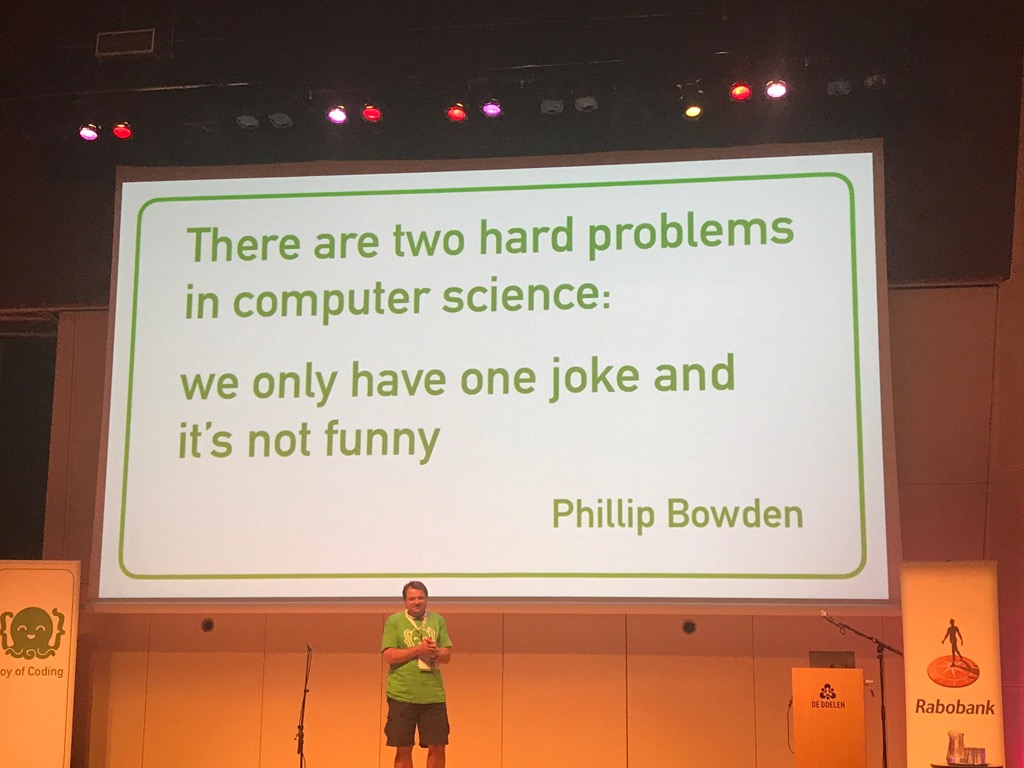 There are two hard problems
in computer science:
we only have one joke and
it's not funny
Phillip Bowden
oy of Coding
DE DOELEN
Rabobank